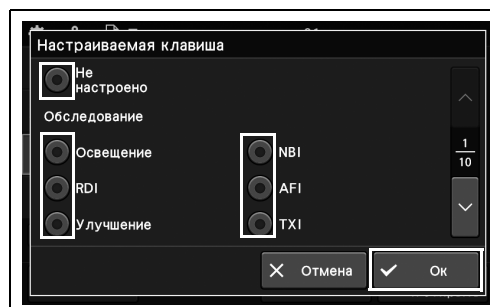 Настраиваемая клавиша
Не
настроено
Обследование
Освещение
NBI
1
10
RDI
AFI
Улучшение
TXI
Отмена
Ок